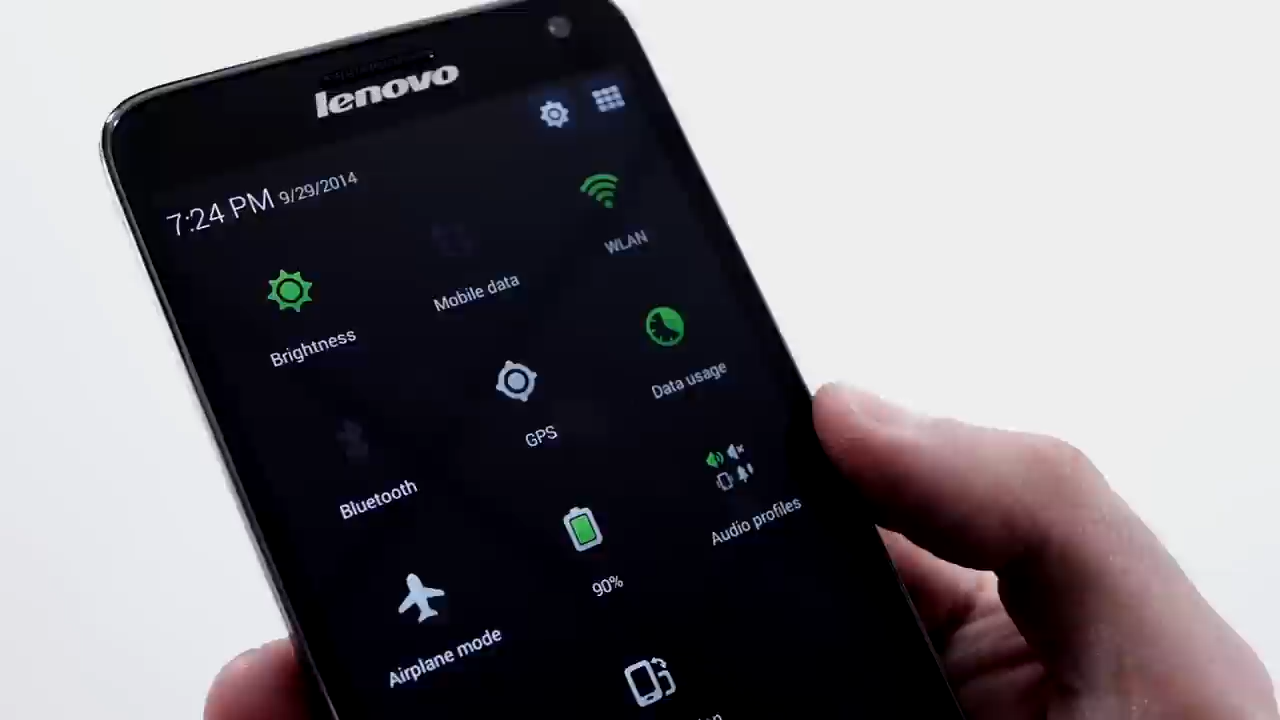 lenovo
7:24 PM 9/29/2014
Brightness
Mobile data
WLAN
Bluetooth
GPS
Data usage
Airplane mode
90%
Audio profiles